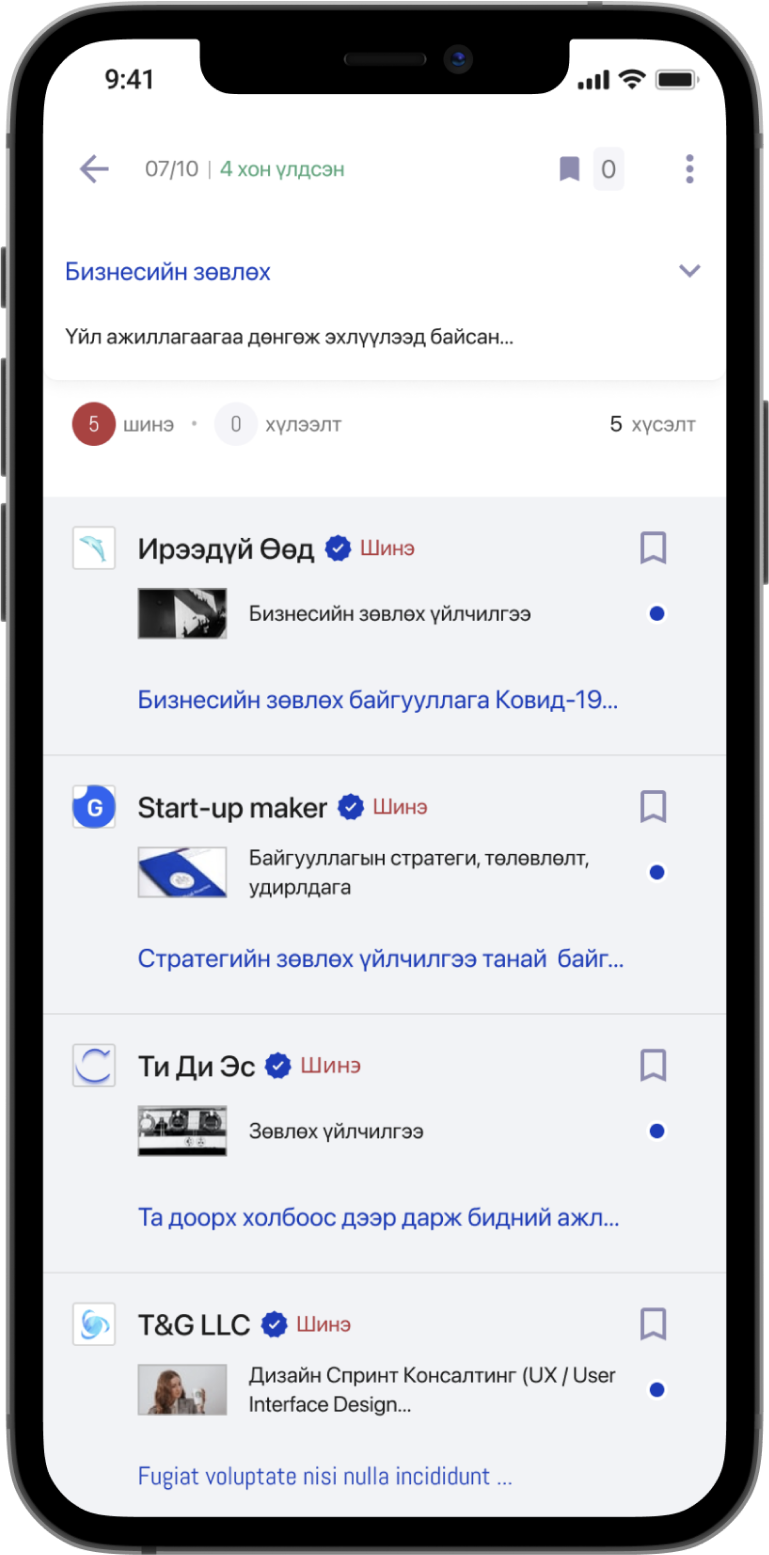 9:41
07/10 | 4 хон үлдсэн 0
Бизнесийн зөвлөх
Үйл ажиллагаагаа дөнгөж эхлүүлээд байсан...
5 шинэ • 0 хүлээлт 5 хүсэлт
Ирээдүй Өөд Шинэ
Бизнесийн зөвлөх үйлчилгээ
Бизнесийн зөвлөх байгууллага Ковид-19...
G Start-up maker Шинэ
Байгууллагын стратеги, төлөвлөлт,
удирлдага
Стратегийн зөвлөх үйлчилгээ танай байг...
Ти Ди Эс Шинэ
Зөвлөх үйлчилгээ
Та доорх холбоос дээр дарж бидний ажл...
T&G LLC Шинэ
Дизайн Спринт Консалтинг (UX / User
Interface Design...
Fugiat voluptate nisi nulla incididunt ...